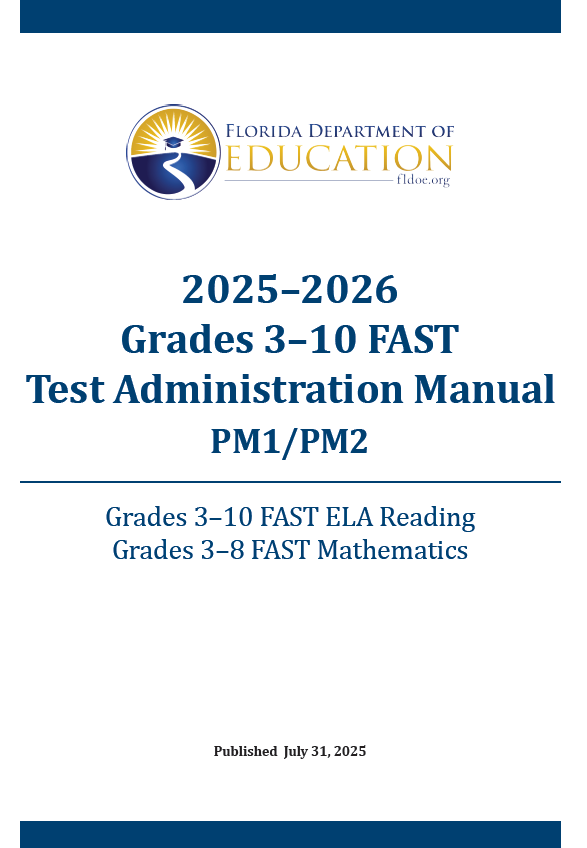 FLORIDA DEPARTMENT OF
EDUCATION
fldoe.org
2025–2026
Grades 3–10 FAST
Test Administration Manual
PM1/PM2
Grades 3–10 FAST ELA Reading
Grades 3–8 FAST Mathematics
Published July 31, 2025